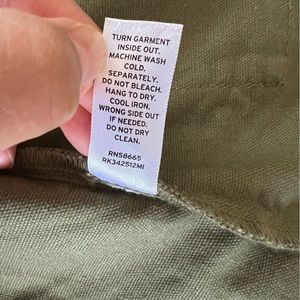 TURN GARMENT
INSIDE OUT.
MACHINE WASH
COLD.
SEPARATELY.
DO NOT BLEACH.
HANG TO DRY.
COOL IRON.
WRONG SIDE OUT
IF NEEDED.
DO NOT DRY
CLEAN.
RN58665
RK342512MI